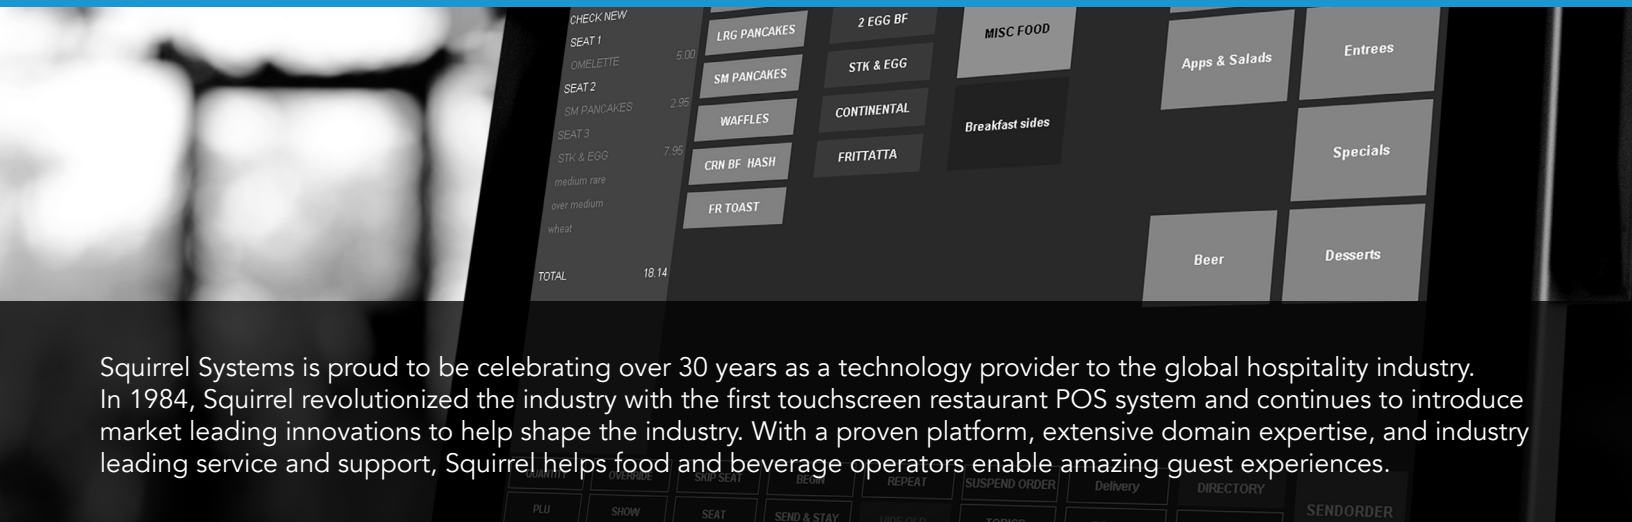 CHECK NEW
SEAT 1
OMELETTE 5.00
SEAT 2
SM PANCAKES 2.95
SEAT 3
STK & EGG 7.95
medium rare
over medium
wheat
TOTAL 18.14
LRG PANCAKES
SM PANCAKES
WAFFLES
CRN BF HASH
FR TOAST
2 EGG BF
STK & EGG
CONTINENTAL
FRITTATTA
MISC FOOD
Breakfast sides
Apps & Salads
Entrees
Specials
Beer
Desserts
Squirrel Systems is proud to be celebrating over 30 years as a technology provider to the global hospitality industry.
In 1984, Squirrel revolutionized the industry with the first touchscreen restaurant POS system and continues to introduce
market leading innovations to help shape the industry. With a proven platform, extensive domain expertise, and industry
leading service and support, Squirrel helps food and beverage operators enable amazing guest experiences.
QUANTITY OVERRIDE SKIP SEAT BEGIN REPEAT SUSPEND ORDER Delivery DIRECTORY
PLU SHOW SEAT SEND & STAY SENDORDER